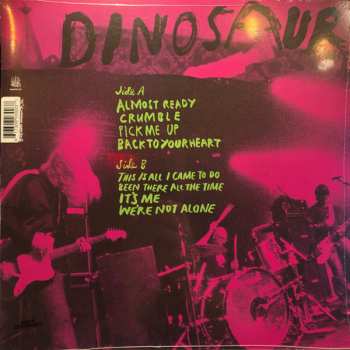 DINOSAUR
Side A
ALMOST READY
CRUMBLE
PICK ME UP
BACK TO YOUR HEART
Side B
THIS IS ALL I CAME TO DO
BEEN THERE ALL THE TIME
IT'S ME
WE'RE NOT ALONE